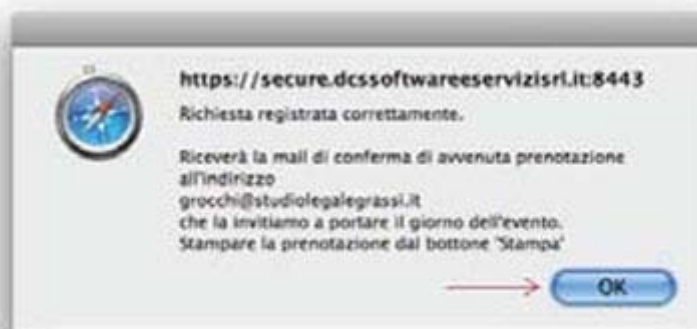 https://secure.dcssoftwareeservizisrl.it:8443
Richiesta registrata correttamente.
Riceverà la mail di conferma di avvenuta prenotazione
all'indirizzo
grocchi@studiolegalegrassi.it
che la invitiamo a portare il giorno dell'evento.
Stampare la prenotazione dal bottone 'Stampa'
OK